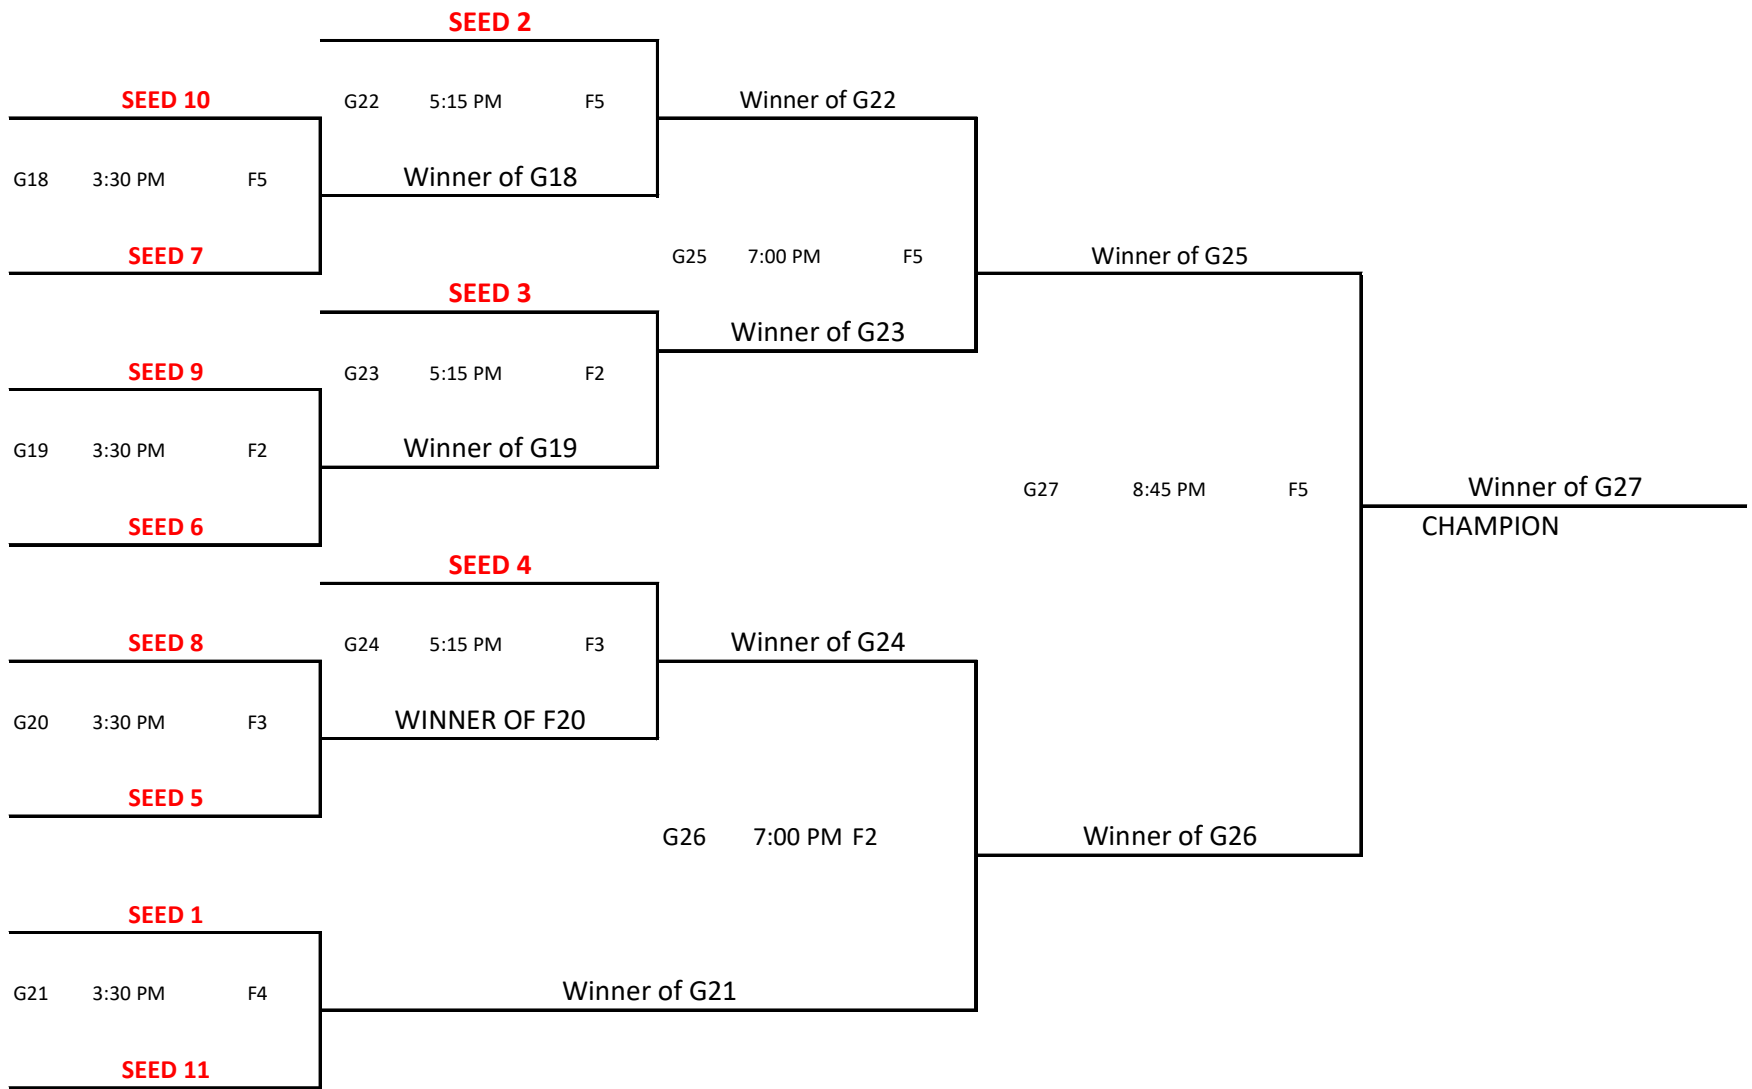 SEED 2
SEED 10
G22 5:15 PM F5
Winner of G22
G18 3:30 PM F5
Winner of G18
SEED 7
G25 7:00 PM F5
Winner of G25
SEED 3
Winner of G23
SEED 9
G23 5:15 PM F2
G19 3:30 PM F2
Winner of G19
G27 8:45 PM F5
Winner of G27
SEED 6
CHAMPION
SEED 4
SEED 8
G24 5:15 PM F3
Winner of G24
G20 3:30 PM F3
WINNER OF F20
SEED 5
G26 7:00 PM F2
Winner of G26
SEED 1
G21 3:30 PM F4
Winner of G21
SEED 11